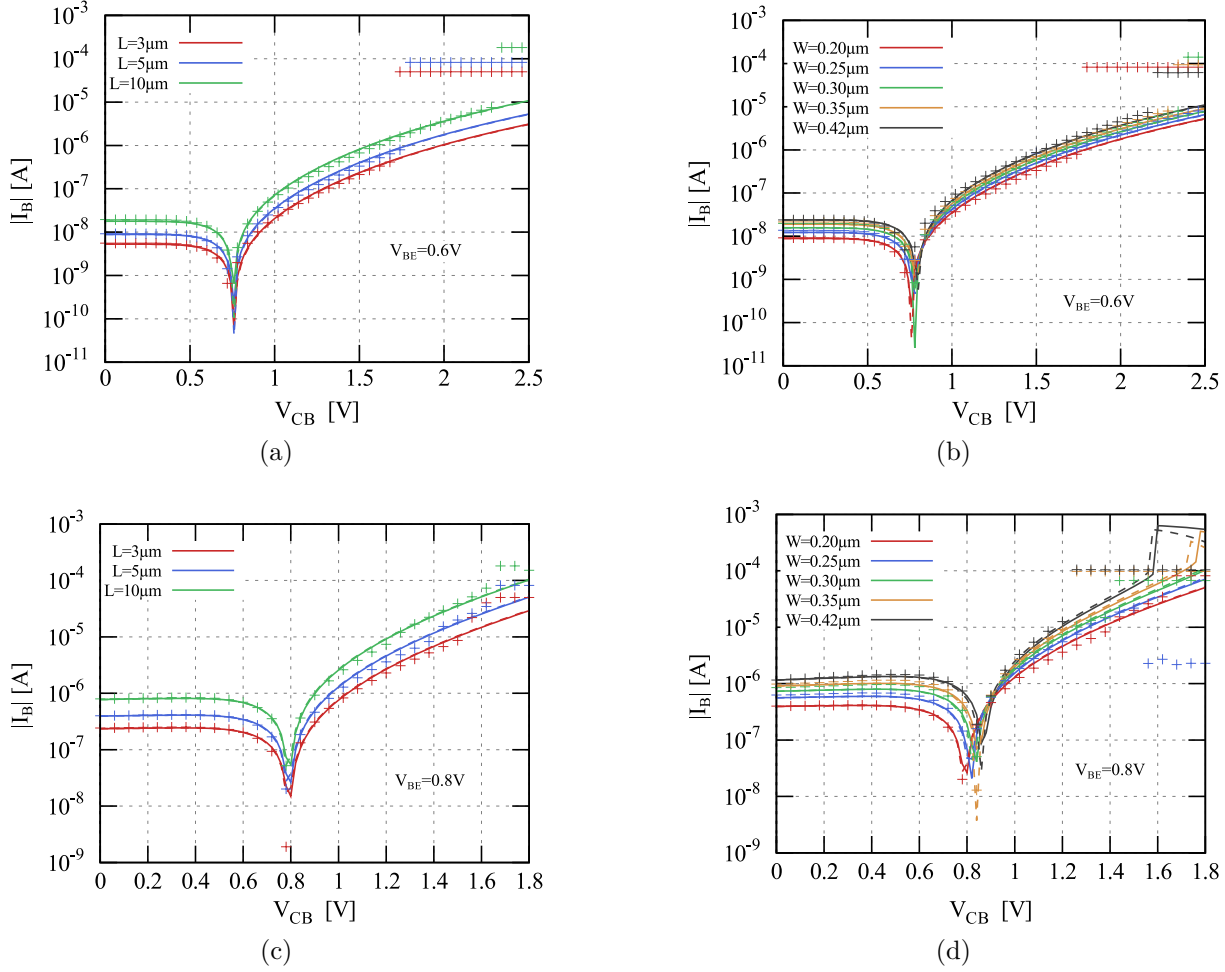 10⁻³
10⁻⁴
10⁻⁵
10⁻⁶
10⁻⁷
10⁻⁸
10⁻⁹
10⁻¹⁰
10⁻¹¹
|I_B| [A]
L=3μm
L=5μm
L=10μm
V_BE=0.6V
0 0.5 1 1.5 2 2.5
V_CB [V]
(a)
10⁻³
10⁻⁴
10⁻⁵
10⁻⁶
10⁻⁷
10⁻⁸
10⁻⁹
10⁻¹⁰
10⁻¹¹
|I_B| [A]
W=0.20μm
W=0.25μm
W=0.30μm
W=0.35μm
W=0.42μm
V_BE=0.6V
0 0.5 1 1.5 2 2.5
V_CB [V]
(b)
10⁻³
10⁻⁴
10⁻⁵
10⁻⁶
10⁻⁷
10⁻⁸
10⁻⁹
|I_B| [A]
L=3μm
L=5μm
L=10μm
V_BE=0.8V
0 0.2 0.4 0.6 0.8 1 1.2 1.4 1.6 1.8
V_CB [V]
(c)
10⁻³
10⁻⁴
10⁻⁵
10⁻⁶
10⁻⁷
10⁻⁸
10⁻⁹
|I_B| [A]
W=0.20μm
W=0.25μm
W=0.30μm
W=0.35μm
W=0.42μm
V_BE=0.8V
0 0.2 0.4 0.6 0.8 1 1.2 1.4 1.6 1.8
V_CB [V]
(d)